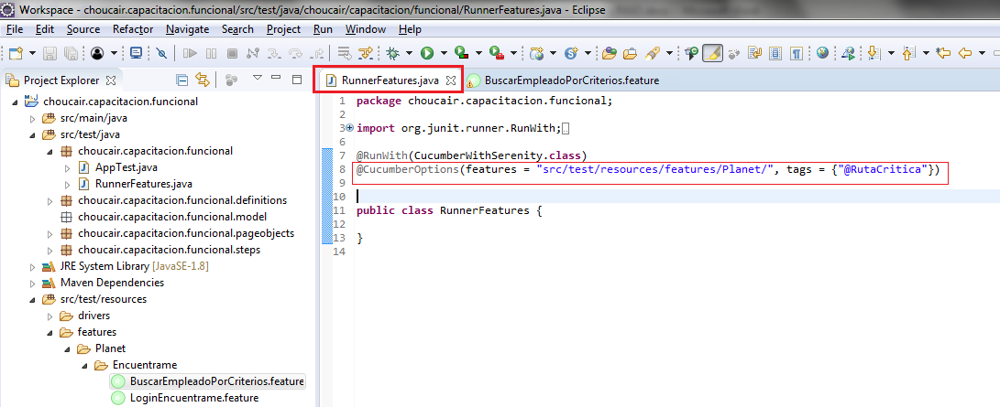 Workspace - choucair.capacitacion.funcional/src/test/java/choucair/capacitacion/funcional/RunnerFeatures.java - Eclipse
File Edit Source Refactor Navigate Search Project Run Window Help
Project Explorer
choucair.capacitacion.funcional
src/main/java
src/test/java
choucair.capacitacion.funcional
AppTest.java
RunnerFeatures.java
choucair.capacitacion.funcional.definitions
choucair.capacitacion.funcional.model
choucair.capacitacion.funcional.pageobjects
choucair.capacitacion.funcional.steps
JRE System Library [JavaSE-1.8]
Maven Dependencies
src/test/resources
drivers
features
Planet
Encuentrame
BuscarEmpleadoPorCriterios.feature
LoginEncuentrame.feature
RunnerFeatures.java BuscarEmpleadoPorCriterios.feature
1 package choucair.capacitacion.funcional;
2
3 import org.junit.runner.RunWith;
6
7 @RunWith(CucumberWithSerenity.class)
8 @CucumberOptions(features = "src/test/resources/features/Planet/", tags = {"@RutaCritica"})
9
10
11 public class RunnerFeatures {
12
13 }
14